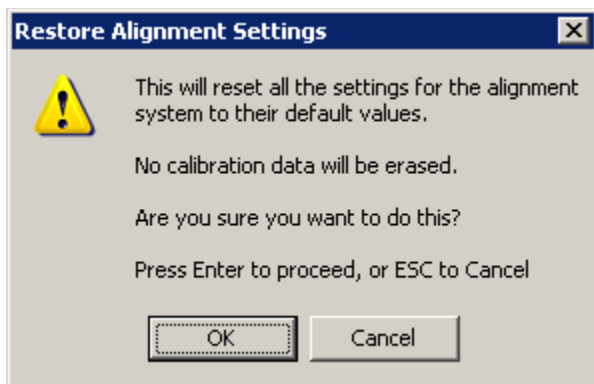 Restore Alignment Settings
This will reset all the settings for the alignment
system to their default values.
No calibration data will be erased.
Are you sure you want to do this?
Press Enter to proceed, or ESC to Cancel
OK
Cancel